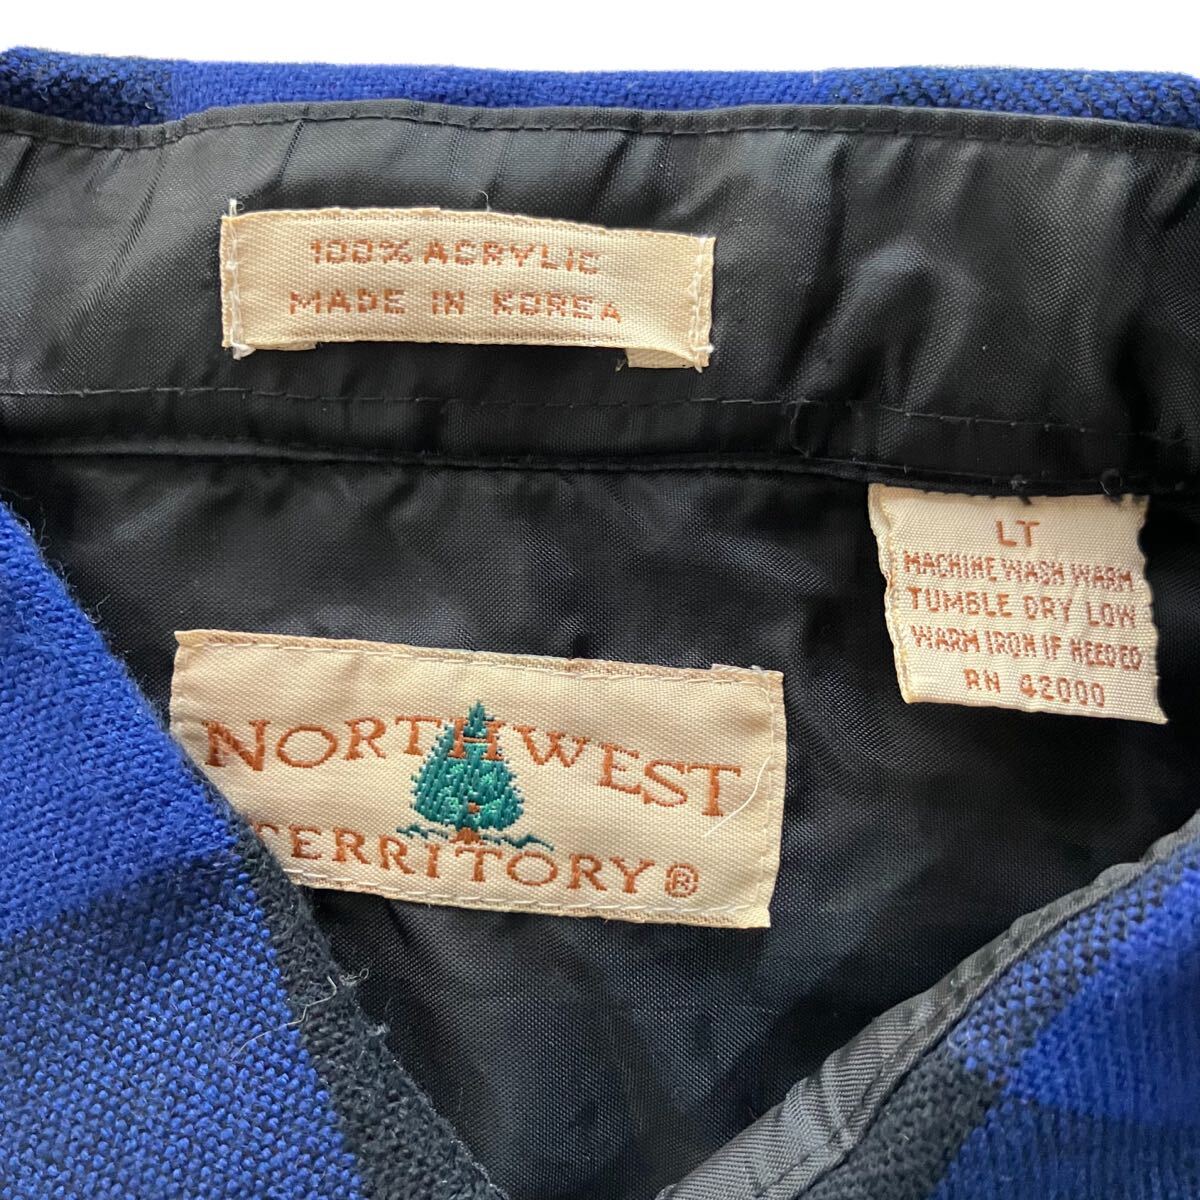 100% ACRYLIC
MADE IN KOREA
LT
MACHINE WASH WARM
TUMBLE DRY LOW
WARM IRON IF NEEDED
RN 42000
NORTHWEST
TERRITORY®